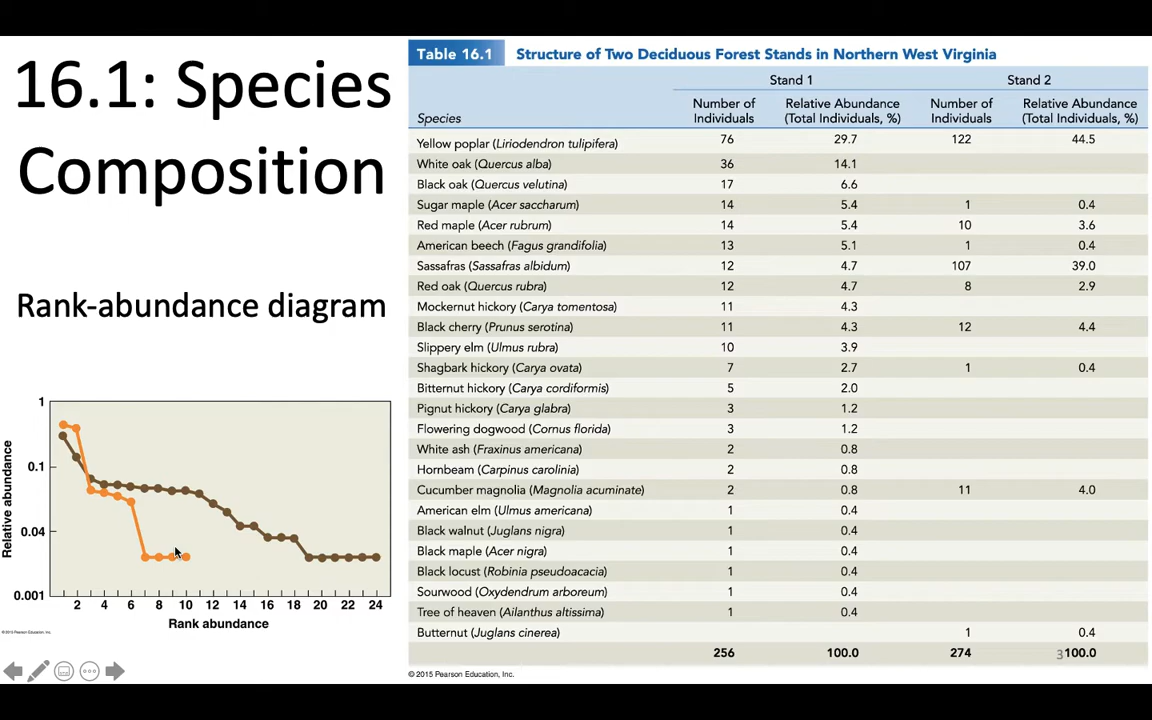 16.1: Species
Composition
Rank-abundance diagram
1
0.1
0.04
0.001
Relative abundance
2 4 6 8 10 12 14 16 18 20 22 24
Rank abundance
© 2015 Pearson Education, Inc.
Table 16.1 Structure of Two Deciduous Forest Stands in Northern West Virginia
Stand 1 Stand 2
Number of Relative Abundance Number of Relative Abundance
Species Individuals (Total Individuals, %) Individuals (Total Individuals, %)
Yellow poplar (Liriodendron tulipifera) 76 29.7 122 44.5
White oak (Quercus alba) 36 14.1
Black oak (Quercus velutina) 17 6.6
Sugar maple (Acer saccharum) 14 5.4 1 0.4
Red maple (Acer rubrum) 14 5.4 10 3.6
American beech (Fagus grandifolia) 13 5.1 1 0.4
Sassafras (Sassafras albidum) 12 4.7 107 39.0
Red oak (Quercus rubra) 12 4.7 8 2.9
Mockernut hickory (Carya tomentosa) 11 4.3
Black cherry (Prunus serotina) 11 4.3 12 4.4
Slippery elm (Ulmus rubra) 10 3.9
Shagbark hickory (Carya ovata) 7 2.7 1 0.4
Bitternut hickory (Carya cordiformis) 5 2.0
Pignut hickory (Carya glabra) 3 1.2
Flowering dogwood (Cornus florida) 3 1.2
White ash (Fraxinus americana) 2 0.8
Hornbeam (Carpinus carolinia) 2 0.8
Cucumber magnolia (Magnolia acuminate) 2 0.8 11 4.0
American elm (Ulmus americana) 1 0.4
Black walnut (Juglans nigra) 1 0.4
Black maple (Acer nigra) 1 0.4
Black locust (Robinia pseudoacacia) 1 0.4
Sourwood (Oxydendrum arboreum) 1 0.4
Tree of heaven (Ailanthus altissima) 1 0.4
Butternut (Juglans cinerea) 1 0.4
256 100.0 274 100.0
3
© 2015 Pearson Education, Inc.